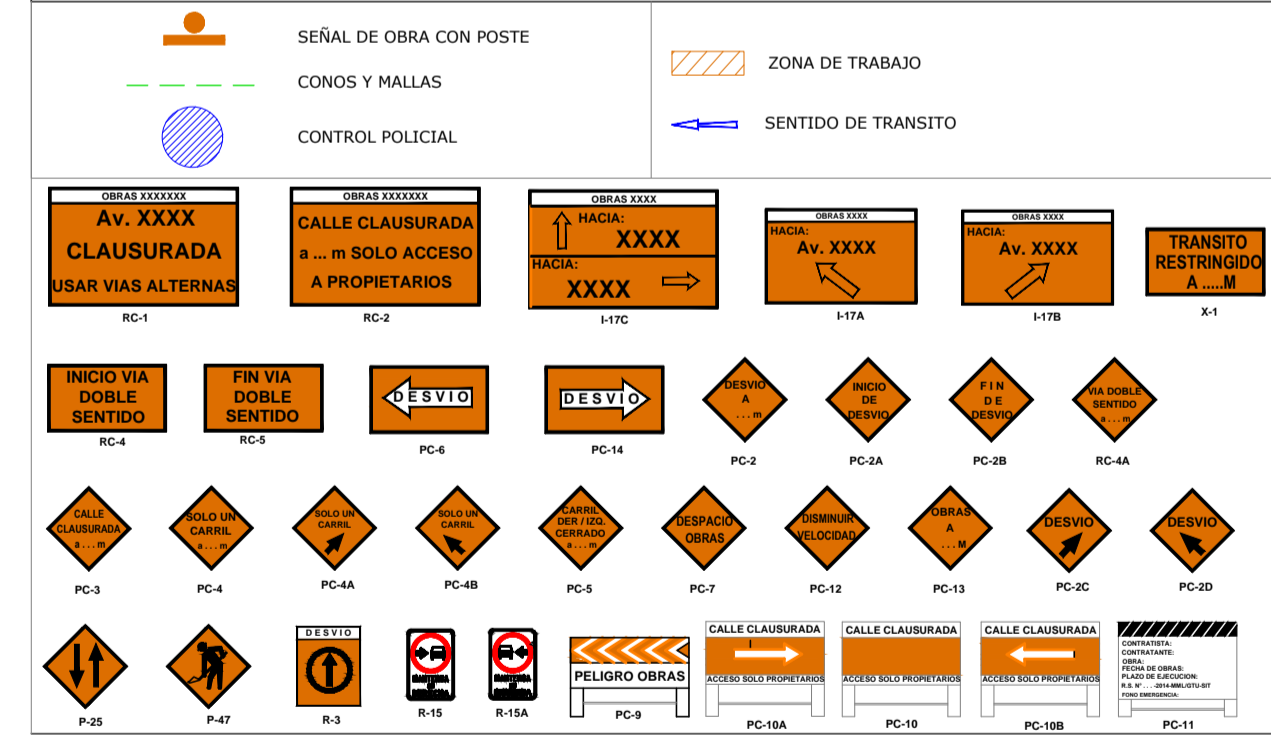 SEÑAL DE OBRA CON POSTE
CONOS Y MALLAS
CONTROL POLICIAL
ZONA DE TRABAJO
SENTIDO DE TRANSITO
OBRAS XXXXXXX
Av. XXXX
CLAUSURADA
USAR VIAS ALTERNAS
RC-1
OBRAS XXXXXXX
CALLE CLAUSURADA
a ... m SOLO ACCESO
A PROPIETARIOS
RC-2
OBRAS XXXX
HACIA:
XXXX
HACIA:
XXXX
I-17C
OBRAS XXXX
HACIA:
Av. XXXX
I-17A
OBRAS XXXX
HACIA:
Av. XXXX
I-17B
TRANSITO
RESTRINGIDO
A .....M
X-1
INICIO VIA
DOBLE
SENTIDO
RC-4
FIN VIA
DOBLE
SENTIDO
RC-5
DESVIO
PC-6
DESVIO
PC-14
DESVIO
A
... m
PC-2
INICIO
DE
DESVIO
PC-2A
FIN
DE
DESVIO
PC-2B
VIA DOBLE
SENTIDO
a ... m
RC-4A
CALLE
CLAUSURADA
a ... m
PC-3
SOLO UN
CARRIL
a ... m
PC-4
SOLO UN
CARRIL
PC-4A
SOLO UN
CARRIL
PC-4B
CARRIL
DER / IZQ.
CERRADO
a ... m
PC-5
DESPACIO
OBRAS
PC-7
DISMINUIR
VELOCIDAD
PC-12
OBRAS
A
... M
PC-13
DESVIO
PC-2C
DESVIO
PC-2D
P-25
P-47
DESVIO
R-3
R-15
R-15A
PELIGRO OBRAS
PC-9
CALLE CLAUSURADA
ACCESO SOLO PROPIETARIOS
PC-10A
CALLE CLAUSURADA
ACCESO SOLO PROPIETARIOS
PC-10
CALLE CLAUSURADA
ACCESO SOLO PROPIETARIOS
PC-10B
CONTRATISTA:
CONTRATANTE:
OBRA:
FECHA DE OBRAS:
PLAZO DE EJECUCION:
R.S. N° . . . -2014-MML/GTU-SIT
FONO EMERGENCIA:
PC-11